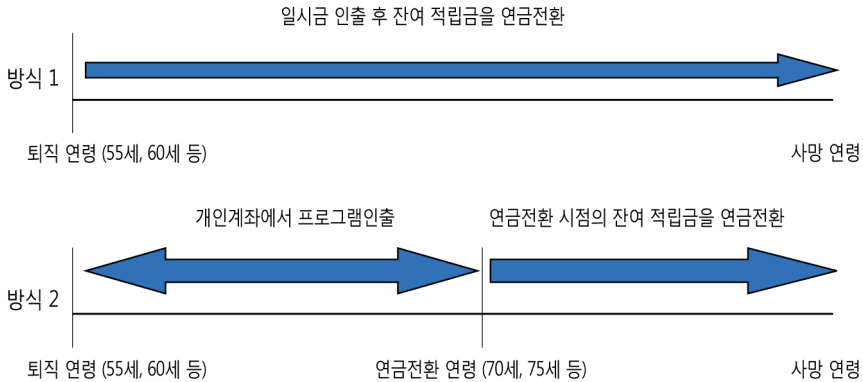 일시금 인출 후 잔여 적립금을 연금전환
방식 1
퇴직 연령 (55세, 60세 등)
사망 연령
개인계좌에서 프로그램인출
연금전환 시점의 잔여 적립금을 연금전환
방식 2
퇴직 연령 (55세, 60세 등)
연금전환 연령 (70세, 75세 등)
사망 연령